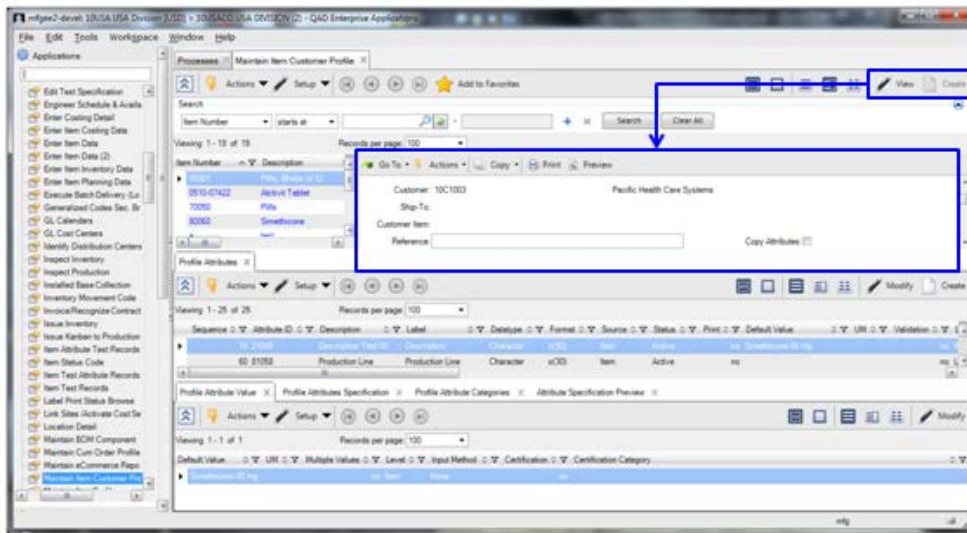 mfgee2-devel: 10USA USA Division [USD] > 10USACO USA DIVISION (2) - QAD Enterprise Applications
File Edit Tools Workspace Window Help
Applications
Edit Test Specification
Engineer Schedule & Availa
Enter Costing Detail
Enter Item Costing Data
Enter Item Data
Enter Item Data (2)
Enter Item Inventory Data
Enter Item Planning Data
Execute Batch Delivery (Lo
Generalized Codes Sec. Br
GL Calendars
GL Cost Centers
Identify Distribution Centers
Inspect Inventory
Inspect Production
Installed Base Collection
Inventory Movement Code
Invoice/Recognize Contract
Issue Inventory
Issue Kanban to Production
Item Attribute Test Records
Item Status Code
Item Test Attribute Records
Item Test Records
Label Print Status Browse
Link Sites /Activate Cost Se
Location Detail
Maintain BOM Component
Maintain Cum Order Profile
Maintain eCommerce Repo
Maintain Item Customer Pro
Processes Maintain Item Customer Profile
Actions Setup Add to Favorites View Create
Search
Item Number starts at - Search Clear All
Viewing 1 - 19 of 19 Records per page: 100
Item Number Description
0510-07422
70050 Pills
80060 Simethicone
Go To Actions Copy Print Preview
Customer: 10C1003 Pacific Health Care Systems
Ship-To:
Customer Item:
Reference: Copy Attributes
Profile Attributes
Actions Setup Modify Create
Viewing 1 - 25 of 25 Records per page: 100
Sequence Attribute ID Description Label Datatype Format Source Status Print Default Value UM Validation
Character x(30) Item Active no Simethicone 60 mg no
60 81058 Production Line Production Line Character x(30) Item Active no no
Profile Attribute Value Profile Attributes Specification Profile Attribute Categories Attribute Specification Preview
Actions Setup Modify
Viewing 1 - 1 of 1 Records per page: 100
Default Value UM Multiple Values Level Input Method Certification Certification Category
Simethicone 60 mg no Item None no
mfg